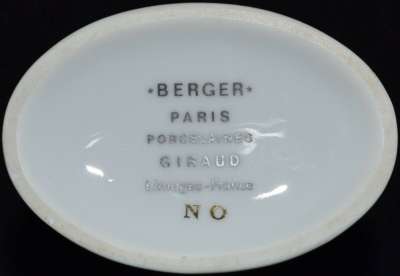 *BERGER*
PARIS
PORCELAINES
GIRAUD
Limoges-France
NO